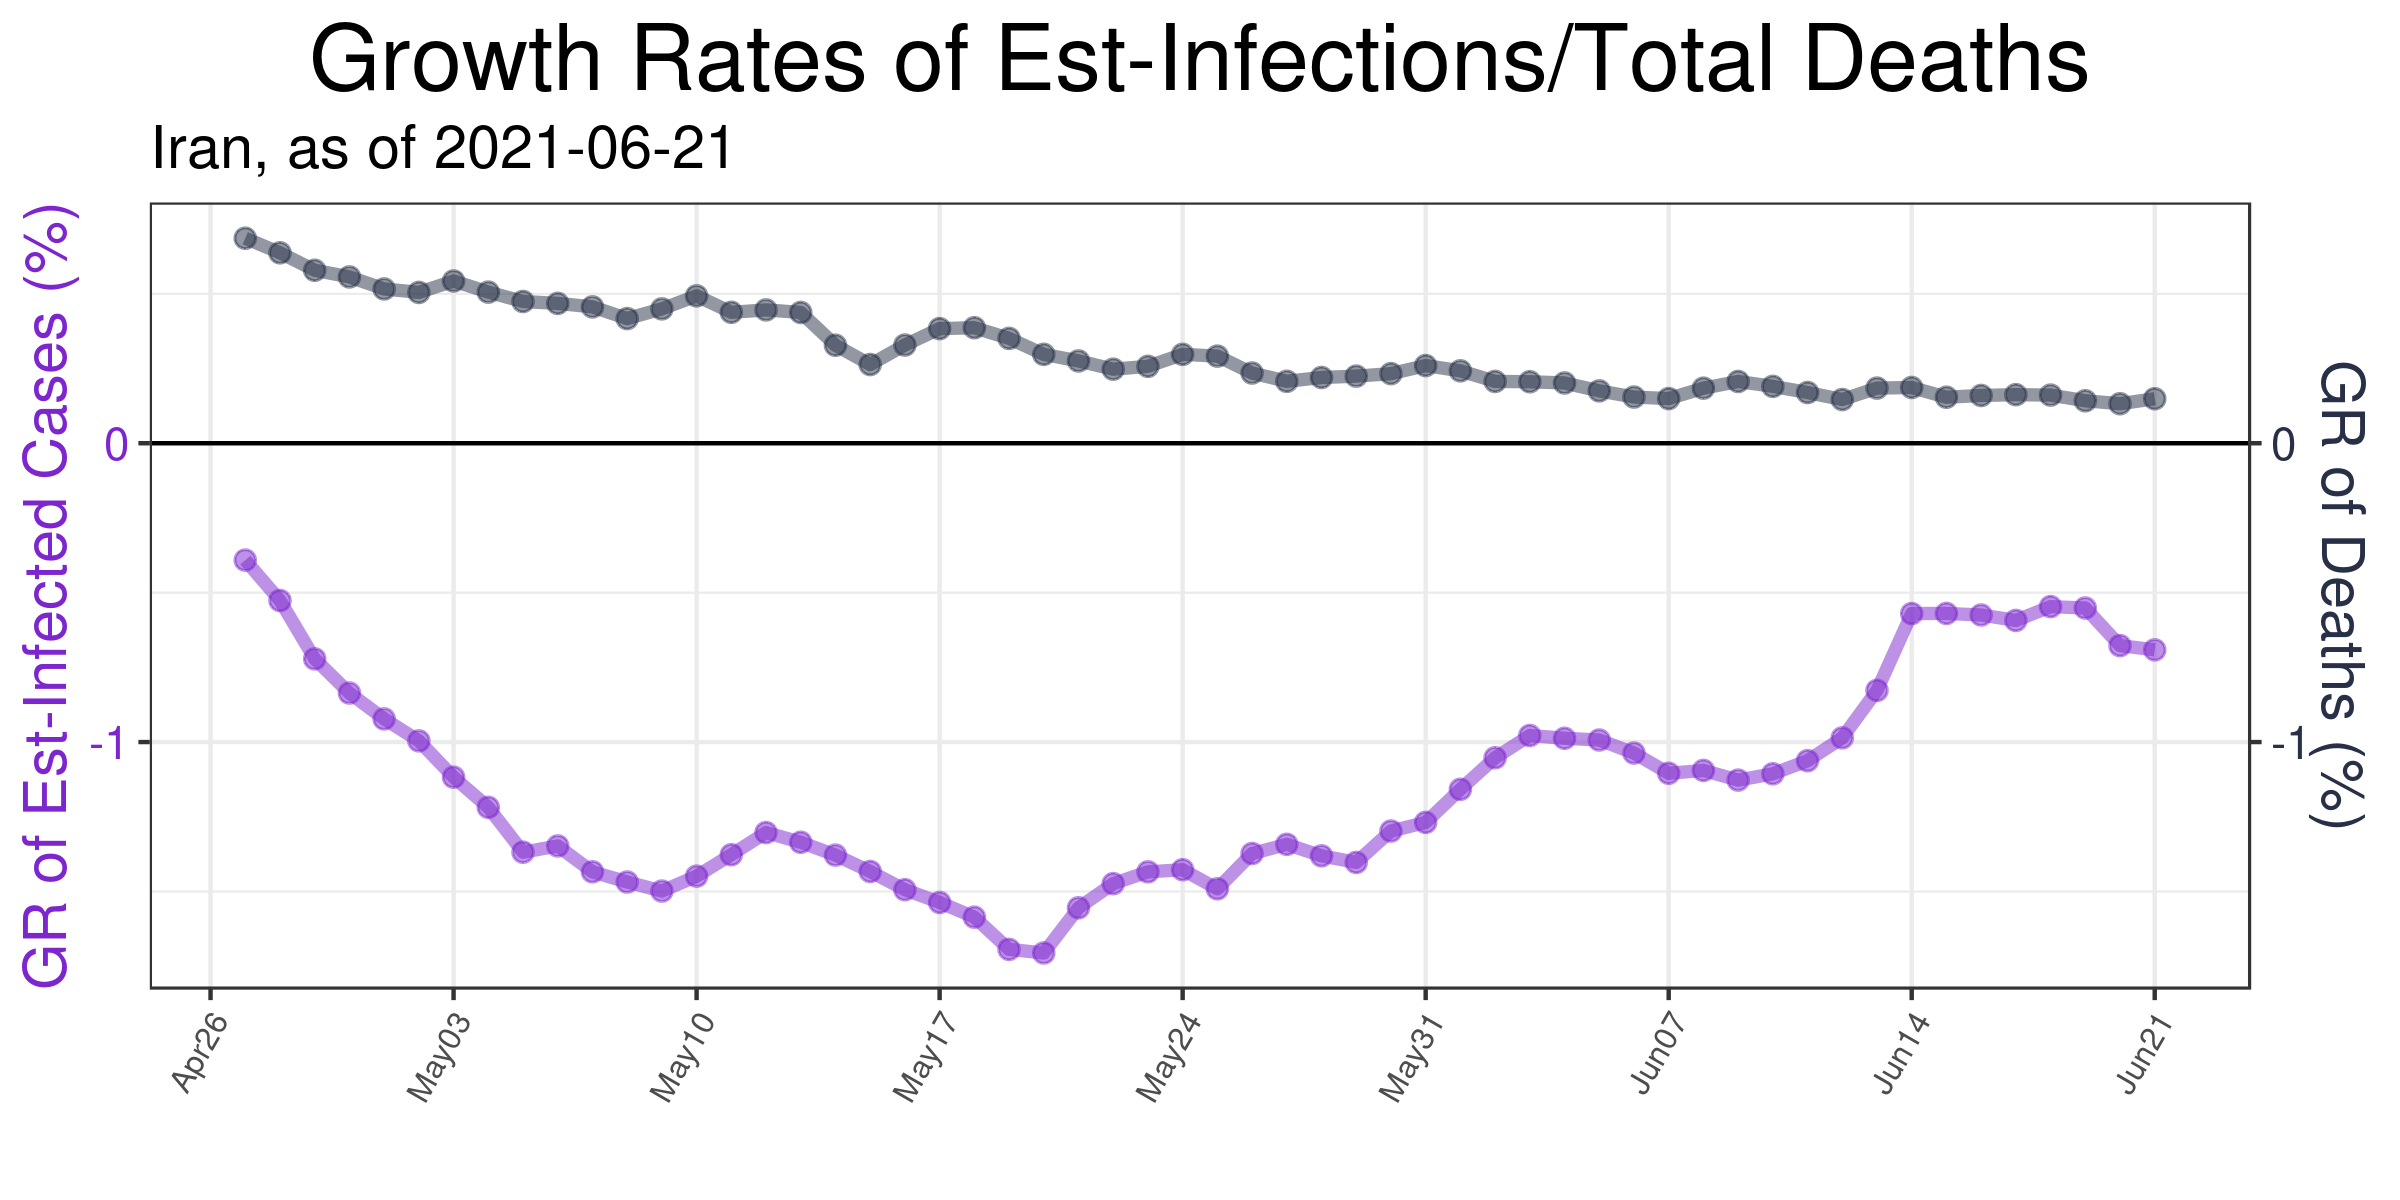 Growth Rates of Est-Infections/Total Deaths
Iran, as of 2021-06-21
GR of Est-Infected Cases (%)
0
-1
0
-1
GR of Deaths (%)
Apr26
May03
May10
May17
May24
May31
Jun07
Jun14
Jun21